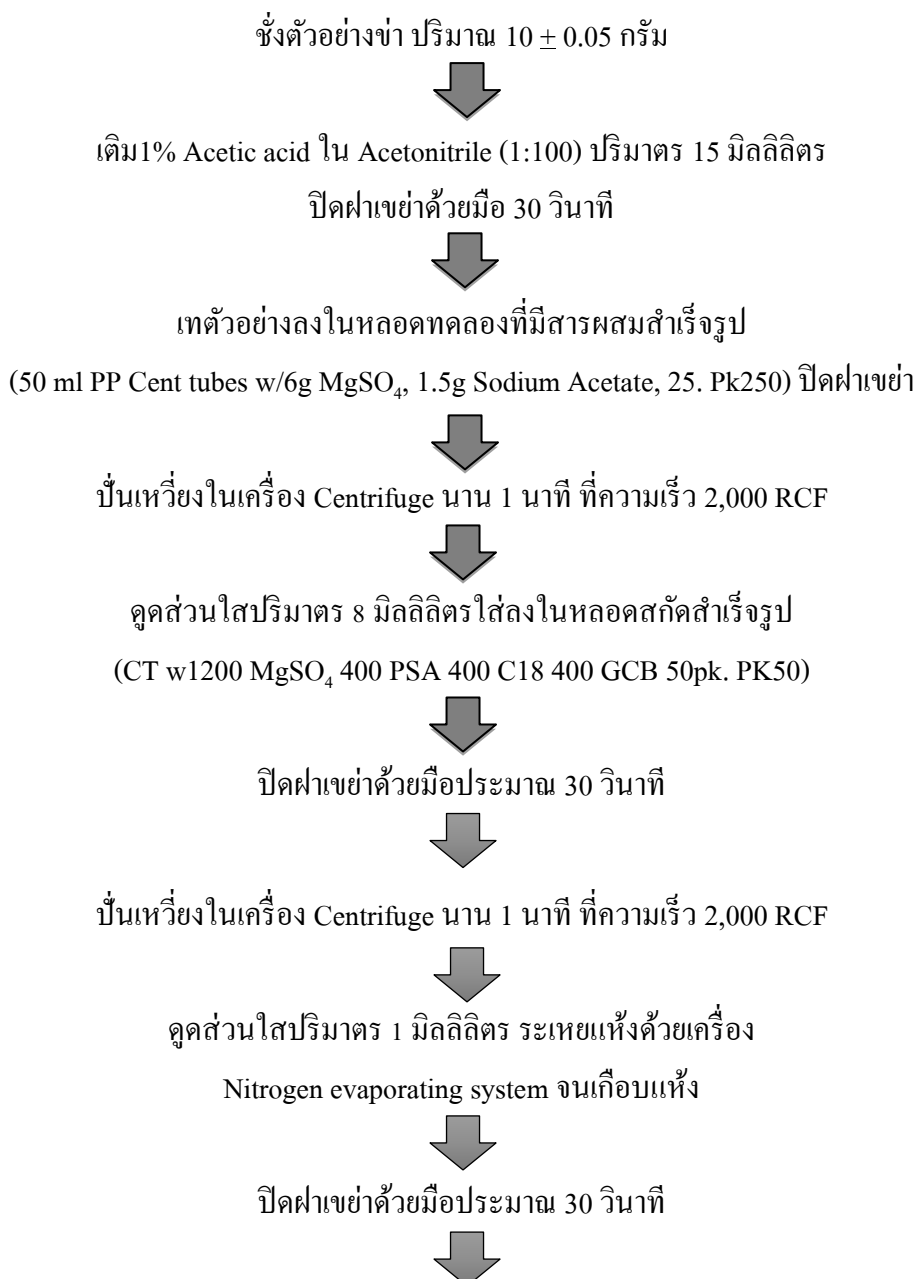 ชั่งตัวอย่างข่า ปริมาณ 10 ± 0.05 กรัม
เติม1% Acetic acid ใน Acetonitrile (1:100) ปริมาตร 15 มิลลิลิตร
ปิดฝาเขย่าด้วยมือ 30 วินาที
เทตัวอย่างลงในหลอดทดลองที่มีสารผสมสำเร็จรูป
(50 ml PP Cent tubes w/6g MgSO₄, 1.5g Sodium Acetate, 25. Pk250) ปิดฝาเขย่า
ปั่นเหวี่ยงในเครื่อง Centrifuge นาน 1 นาที ที่ความเร็ว 2,000 RCF
ดูดส่วนใสปริมาตร 8 มิลลิลิตรใส่ลงในหลอดสกัดสำเร็จรูป
(CT w1200 MgSO₄ 400 PSA 400 C18 400 GCB 50pk. PK50)
ปิดฝาเขย่าด้วยมือประมาณ 30 วินาที
ปั่นเหวี่ยงในเครื่อง Centrifuge นาน 1 นาที ที่ความเร็ว 2,000 RCF
ดูดส่วนใสปริมาตร 1 มิลลิลิตร ระเหยแห้งด้วยเครื่อง
Nitrogen evaporating system จนเกือบแห้ง
ปิดฝาเขย่าด้วยมือประมาณ 30 วินาที